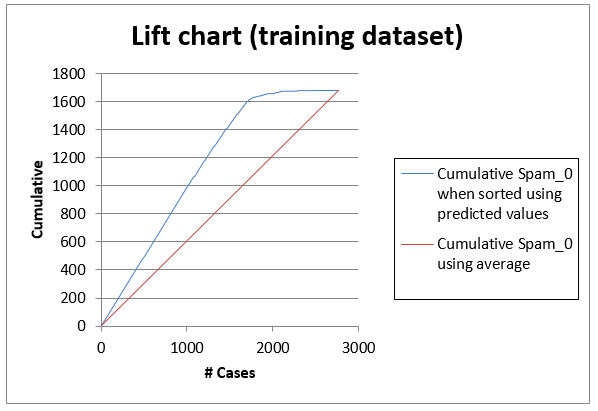 Lift chart (training dataset)
1800
1600
1400
1200
1000
800
600
400
200
0
Cumulative
0 1000 2000 3000
# Cases
Cumulative Spam_0
when sorted using
predicted values
Cumulative Spam_0
using average